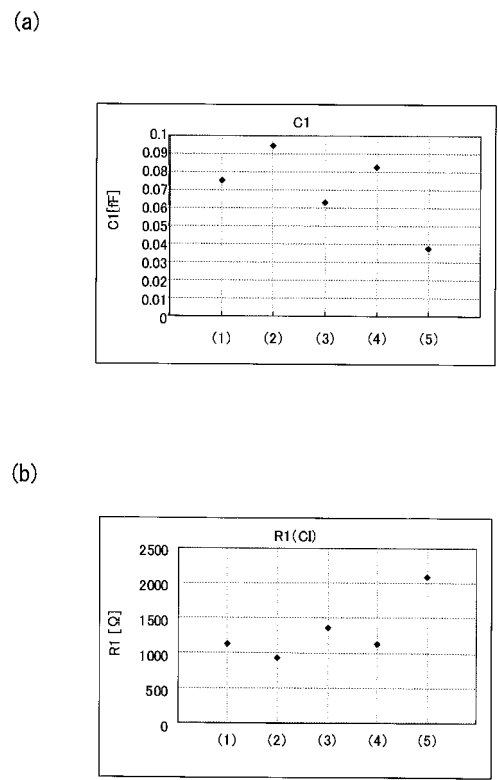 (a)
C1
0.1
0.09
0.08
0.07
0.06
0.05
0.04
0.03
0.02
0.01
0
C1[fF]
(1) (2) (3) (4) (5)
(b)
R1(CI)
2500
2000
1500
1000
500
0
R1 [Ω]
(1) (2) (3) (4) (5)